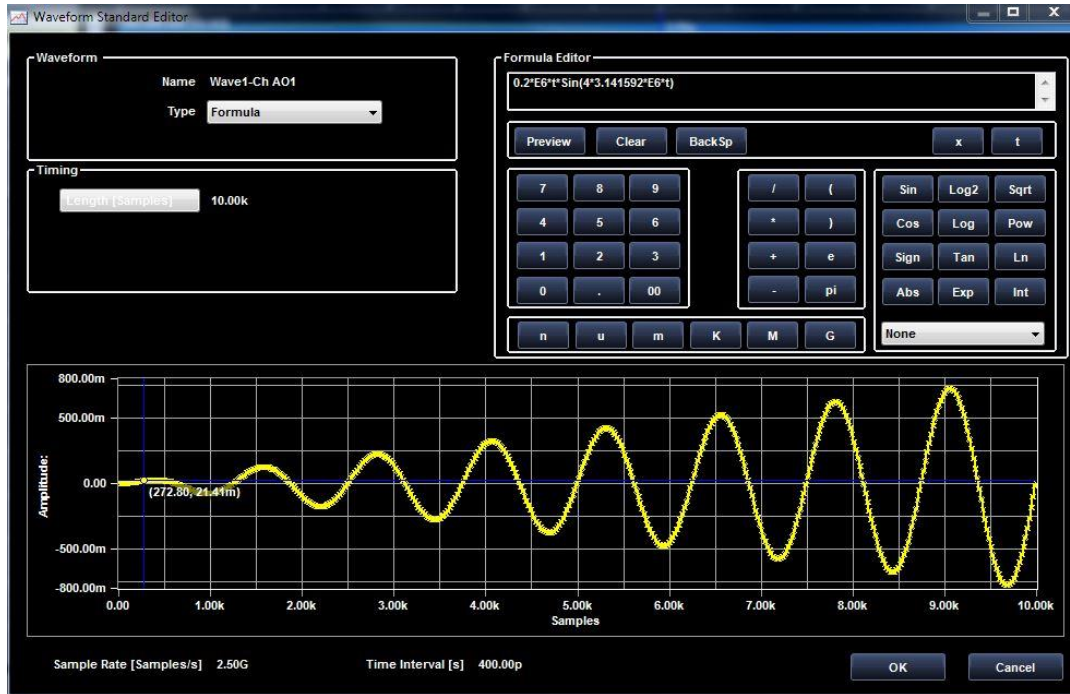 Waveform Standard Editor
Waveform
Name Wave1-Ch AO1
Type Formula
Timing
Length [Samples] 10.00k
Formula Editor
0.2*E6*t*Sin(4*3.141592*E6*t)
Preview Clear BackSp x t
7 8 9 / ( Sin Log2 Sqrt
4 5 6 * ) Cos Log Pow
1 2 3 + e Sign Tan Ln
0 . 00 - pi Abs Exp Int
n u m K M G None
800.00m
500.00m
0.00
-500.00m
-800.00m
Amplitude:
(272.80, 21.41m)
0.00 1.00k 2.00k 3.00k 4.00k 5.00k 6.00k 7.00k 8.00k 9.00k 10.00k
Samples
Sample Rate [Samples/s] 2.50G Time Interval [s] 400.00p OK Cancel